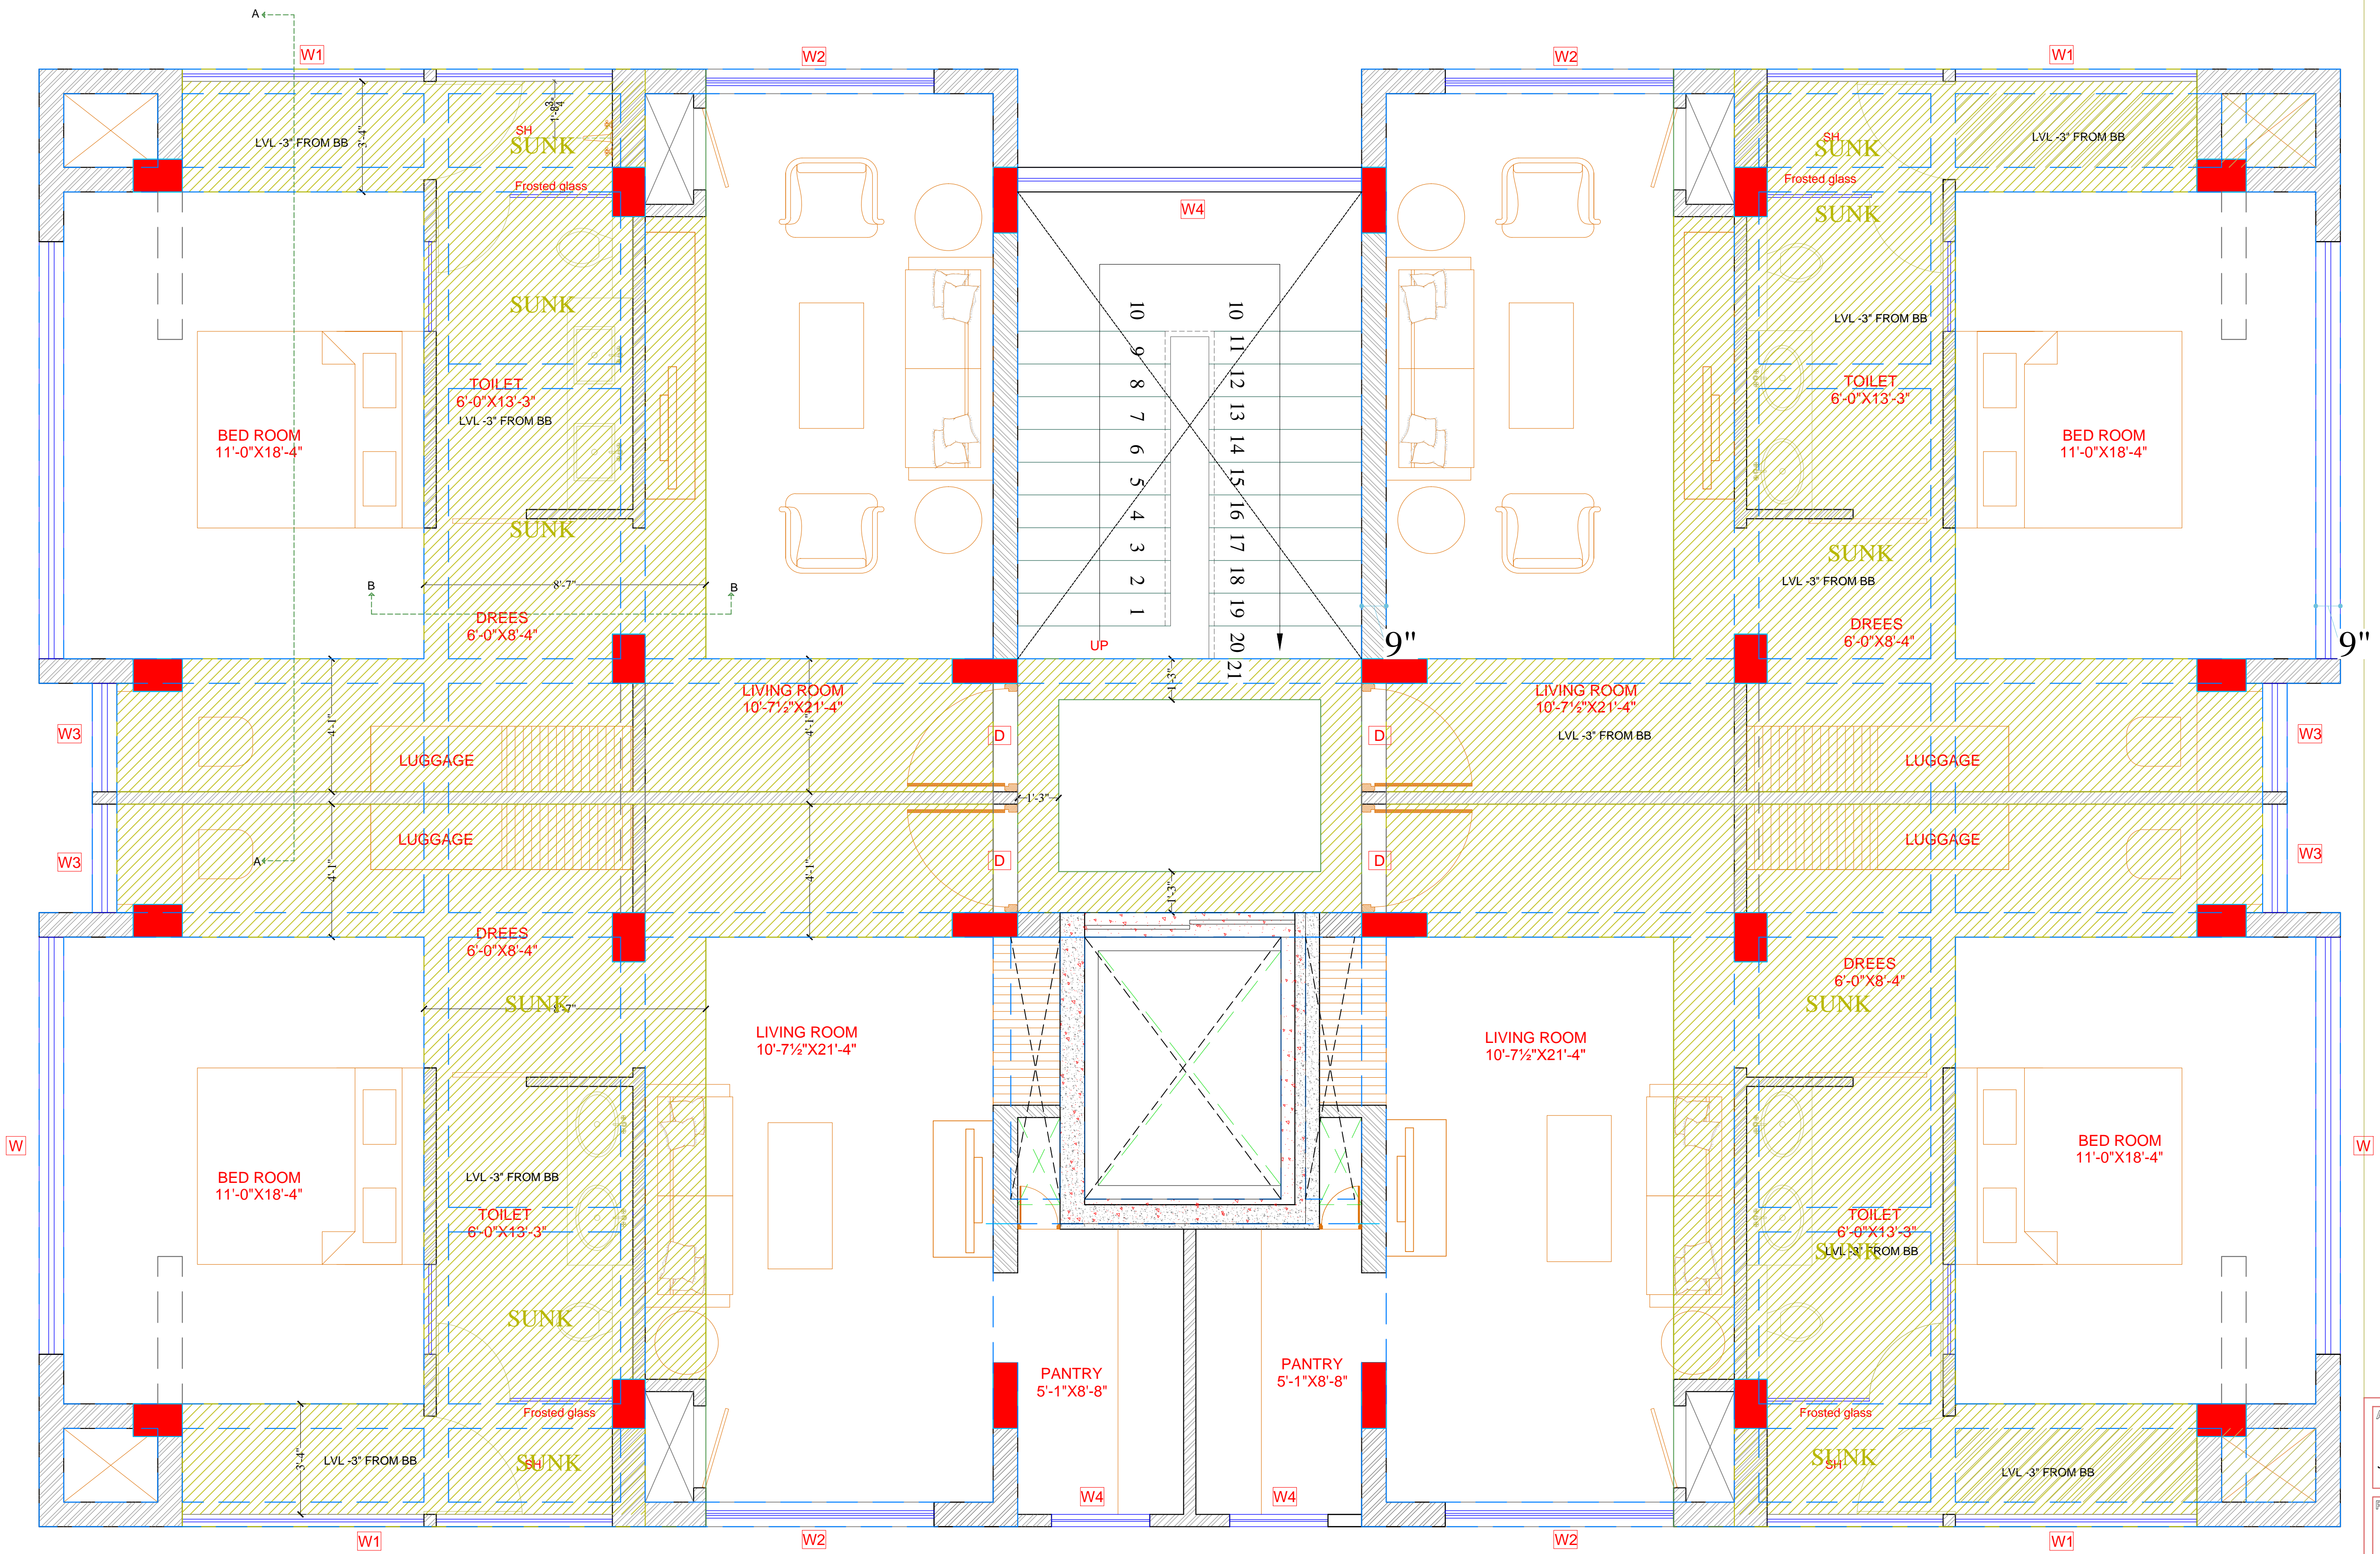 A
W1
W2
W2
W1
3'-4"
1'-8¾"
LVL -3" FROM BB
SH
SUNK
Frosted glass
SH
SUNK
LVL -3" FROM BB
Frosted glass
W4
SUNK
SUNK
LVL -3" FROM BB
10
9
8
7
6
5
4
3
2
1
10
11
12
13
14
15
16
17
18
19
20
21
TOILET
6'-0"X13'-3"
LVL -3" FROM BB
TOILET
6'-0"X13'-3"
BED ROOM
11'-0"X18'-4"
BED ROOM
11'-0"X18'-4"
SUNK
SUNK
LVL -3" FROM BB
B
8'-7"
B
DREES
6'-0"X8'-4"
UP
9"
DREES
6'-0"X8'-4"
9"
1'-3"
LIVING ROOM
10'-7½"X21'-4"
LIVING ROOM
10'-7½"X21'-4"
LVL -3" FROM BB
W3
4'-1"
4'-1"
D
D
W3
LUGGAGE
LUGGAGE
1'-3"
LUGGAGE
LUGGAGE
W3
A
4'-1"
4'-1"
D
1'-3"
D
W3
DREES
6'-0"X8'-4"
DREES
6'-0"X8'-4"
SUNK
8'-7"
SUNK
LIVING ROOM
10'-7½"X21'-4"
LIVING ROOM
10'-7½"X21'-4"
W
W
BED ROOM
11'-0"X18'-4"
LVL -3" FROM BB
TOILET
6'-0"X13'-3"
TOILET
6'-0"X13'-3"
LVL -3" FROM BB
SUNK
BED ROOM
11'-0"X18'-4"
SUNK
PANTRY
5'-1"X8'-8"
PANTRY
5'-1"X8'-8"
Frosted glass
Frosted glass
3'-4"
LVL -3" FROM BB
SUNK
SH
SUNK
SH
LVL -3" FROM BB
W4
W4
W1
W2
W2
W1